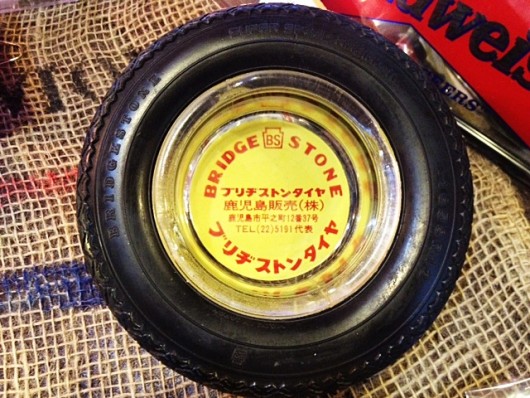 BRIDGE BS STONE
ブリヂストンタイヤ
鹿児島販売(株)
鹿児島市平之町12番37号
TEL(22)5191代表
ブリヂストンタイヤ
BRIDGESTONE